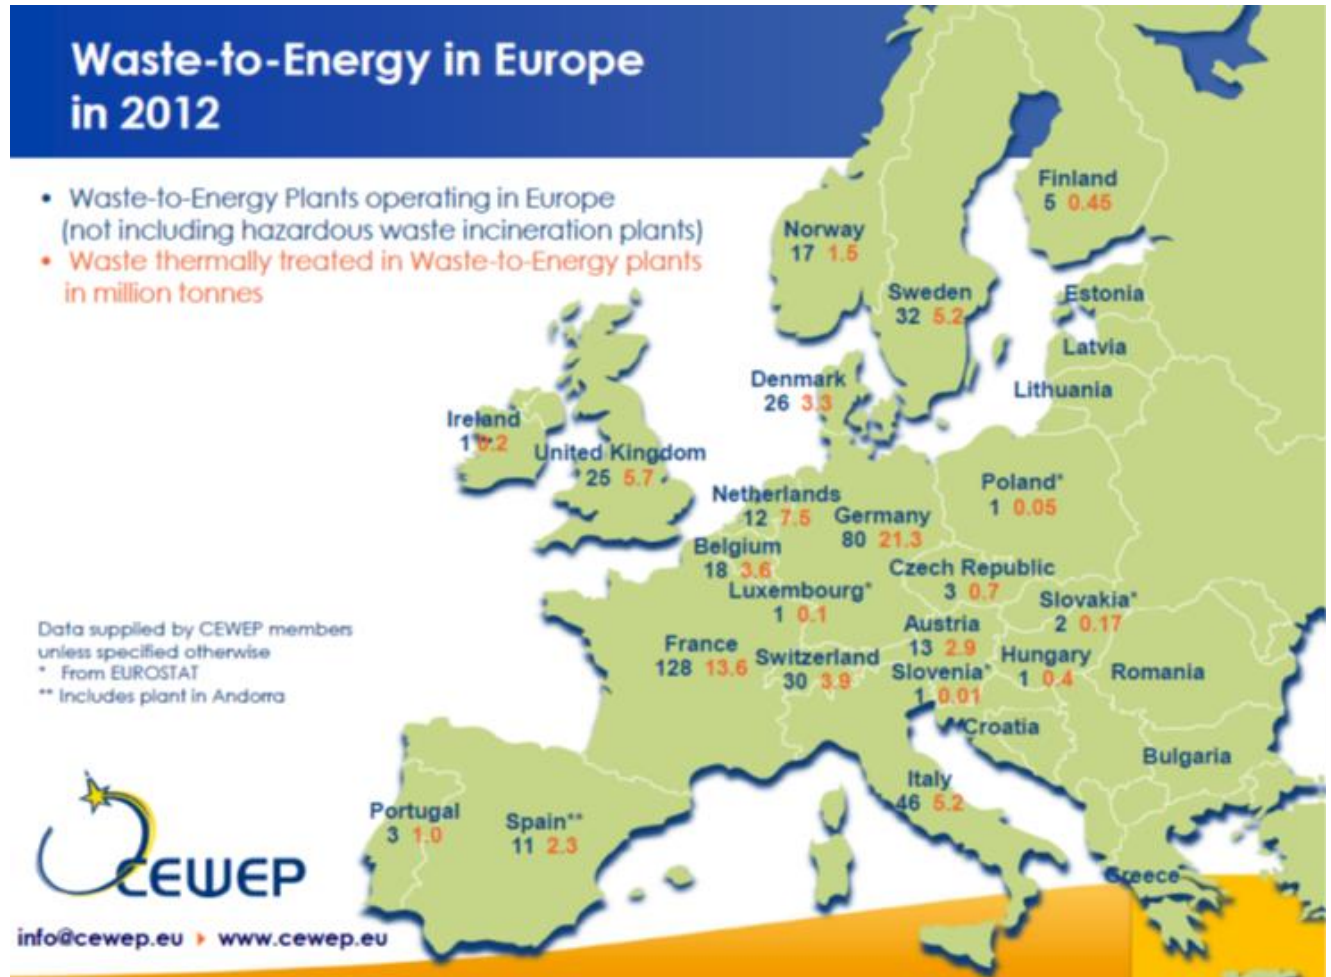 Waste-to-Energy in Europe
in 2012
• Waste-to-Energy Plants operating in Europe
(not including hazardous waste incineration plants)
• Waste thermally treated in Waste-to-Energy plants
in million tonnes
Finland
5 0.45
Norway
17 1.5
Sweden
32 5.2
Estonia
Latvia
Lithuania
Denmark
26 3.3
Ireland
1 0.2
United Kingdom
25 5.7
Netherlands
12 7.5
Germany
80 21.3
Poland*
1 0.05
Belgium
18 3.6
Luxembourg*
1 0.1
Czech Republic
3 0.7
Slovakia*
2 0.17
Austria
13 2.9
France
128 13.6
Switzerland
30 3.9
Slovenia*
1 0.01
Hungary
1 0.4
Romania
Croatia
Bulgaria
Italy
46 5.2
Portugal
3 1.0
Spain**
11 2.3
Greece
Data supplied by CEWEP members
unless specified otherwise
* From EUROSTAT
** Includes plant in Andorra
CEWEP
info@cewep.eu www.cewep.eu